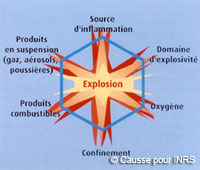 Source
d'inflammation
Produits
en suspension
(gaz, aérosols,
poussières)
Domaine
d'explosivité
Explosion
Produits
combustibles
Oxygène
Confinement
© Causse pour INRS